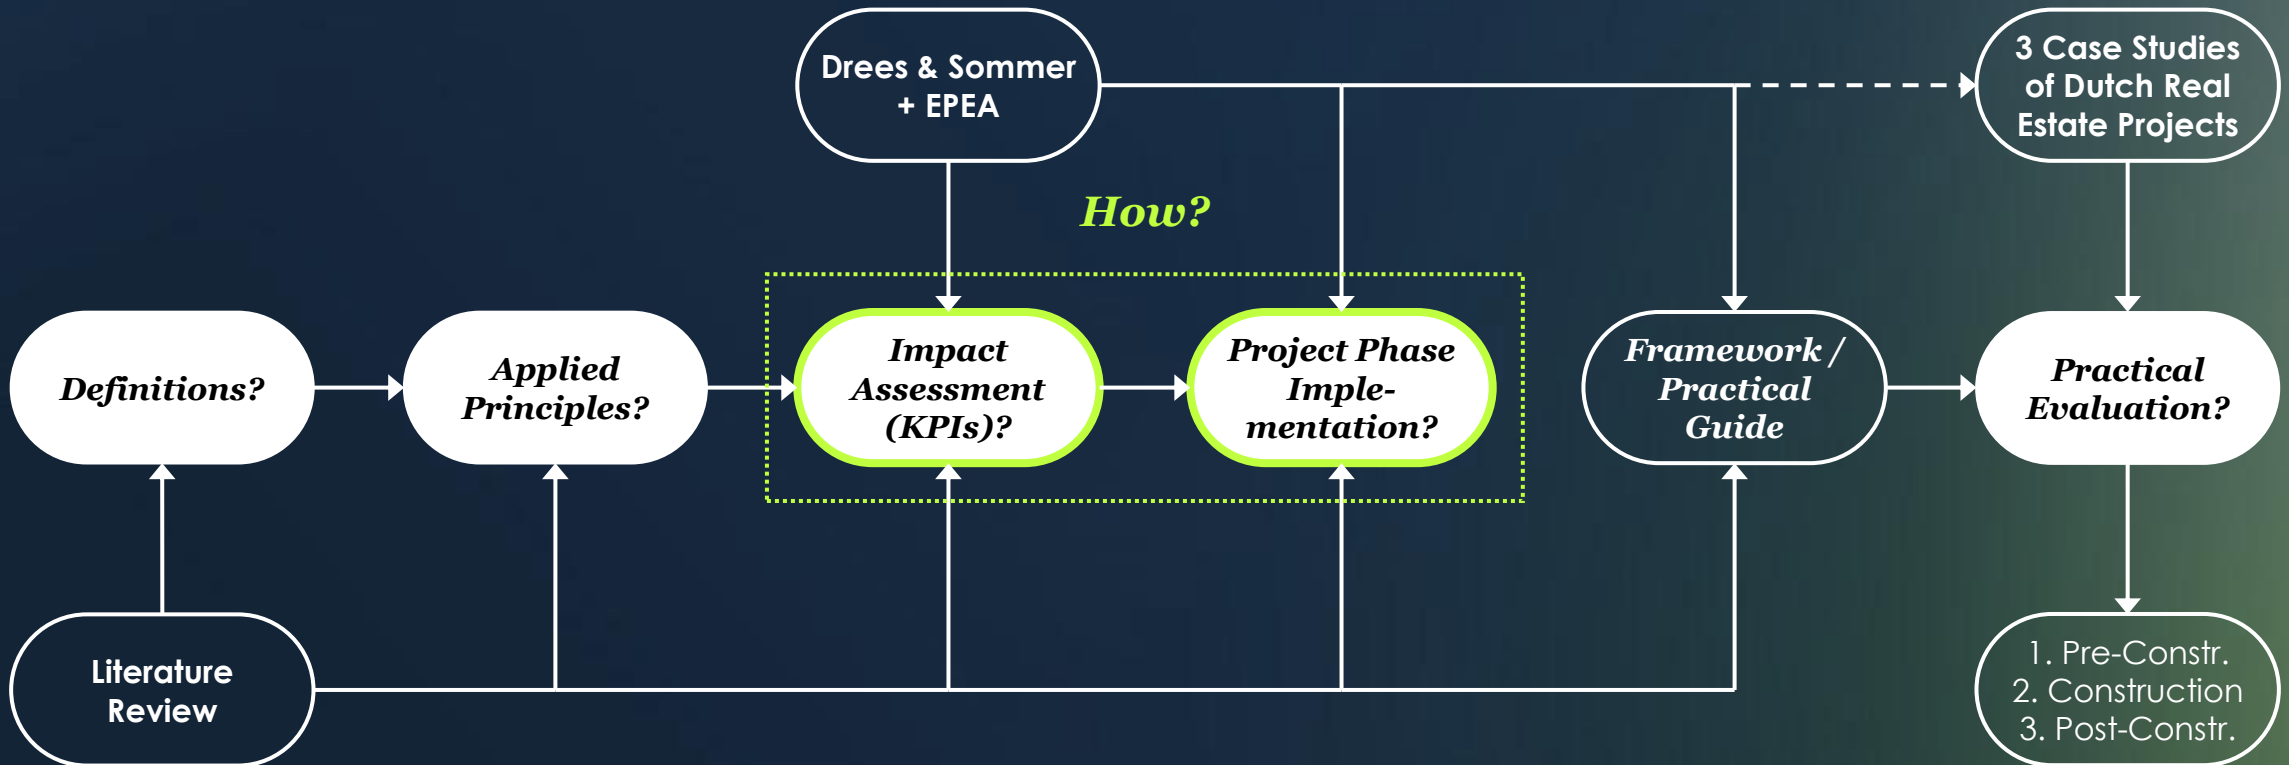 Drees & Sommer
+ EPEA
3 Case Studies
of Dutch Real
Estate Projects
How?
Definitions?
Applied
Principles?
Impact
Assessment
(KPIs)?
Project Phase
Imple-
mentation?
Framework /
Practical
Guide
Practical
Evaluation?
Literature
Review
1. Pre-Constr.
2. Construction
3. Post-Constr.